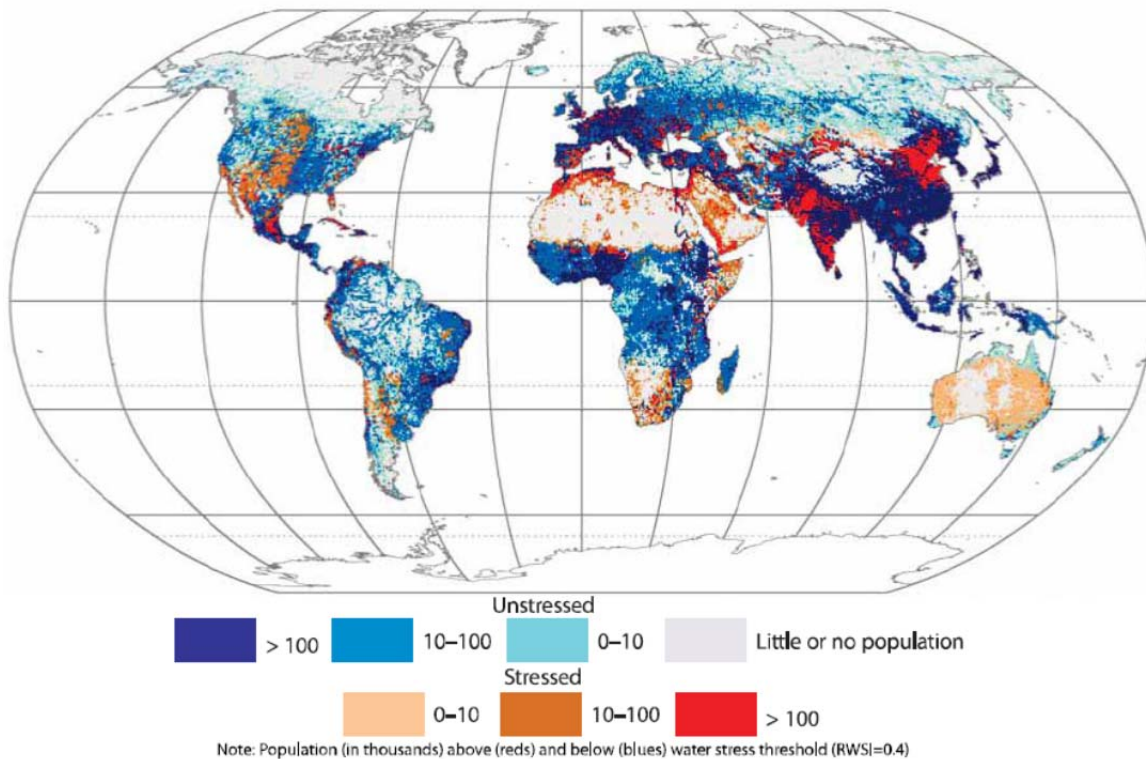 Unstressed
> 100 10–100 0–10 Little or no population
Stressed
0–10 10–100 > 100
Note: Population (in thousands) above (reds) and below (blues) water stress threshold (RWSI=0.4)